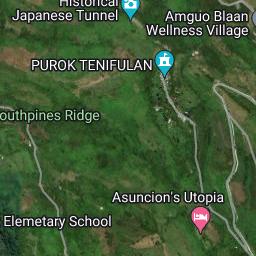 Historical
Japanese Tunnel
Amguo Blaan
Wellness Village
PUROK TENIFULAN
outhpines Ridge
Asuncion's Utopia
Elemetary School